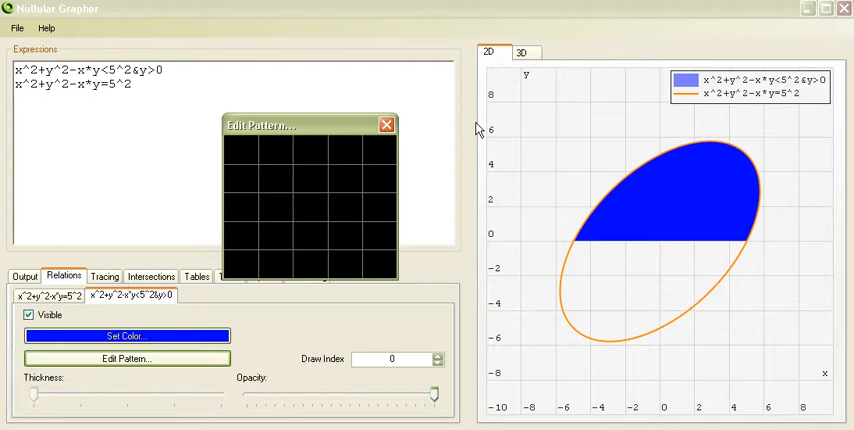 Nullular Grapher
File Help
Expressions
x^2+y^2-x*y<5^2&y>0
x^2+y^2-x*y=5^2
Edit Pattern...
Output Relations Tracing Intersections Tables
x^2+y^2-x*y=5^2 x^2+y^2-x*y<5^2&y>0
Visible
Set Color...
Edit Pattern... Draw Index 0
Thickness: Opacity:
2D 3D
y
x^2+y^2-x*y<5^2&y>0
x^2+y^2-x*y=5^2
8
6
4
2
0
-2
-4
-6
-8
x
-10 -8 -6 -4 -2 0 2 4 6 8